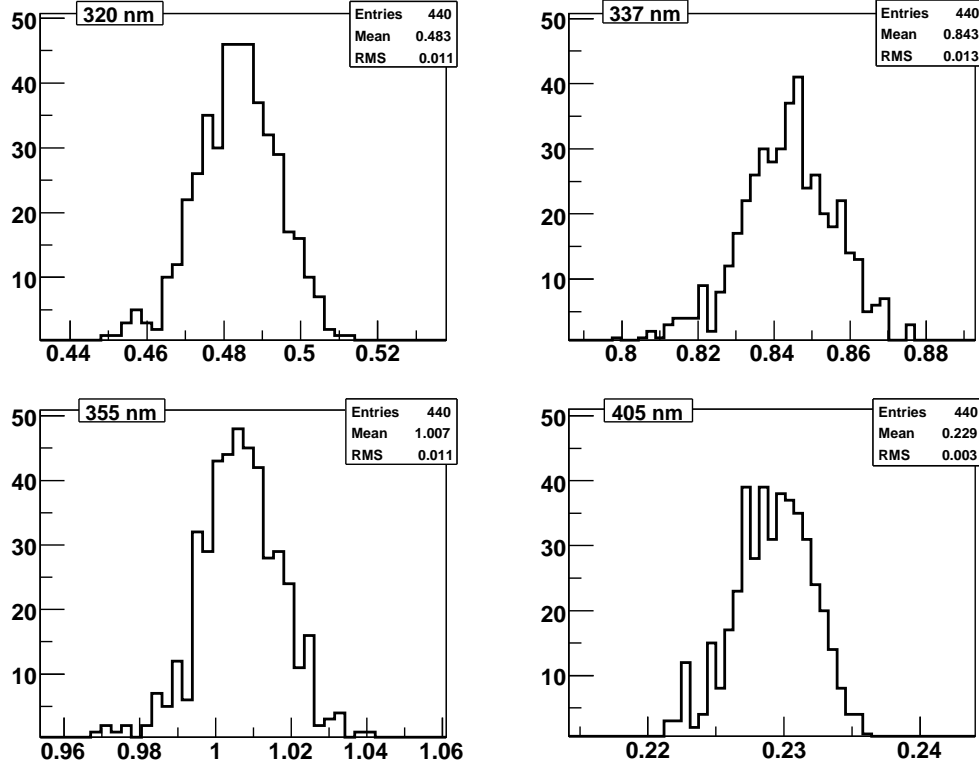 320 nm
Entries 440
Mean 0.483
RMS 0.011
50
40
30
20
10
0.44 0.46 0.48 0.5 0.52
337 nm
Entries 440
Mean 0.843
RMS 0.013
50
40
30
20
10
0.8 0.82 0.84 0.86 0.88
355 nm
Entries 440
Mean 1.007
RMS 0.011
50
40
30
20
10
0.96 0.98 1 1.02 1.04 1.06
405 nm
Entries 440
Mean 0.229
RMS 0.003
50
40
30
20
10
0.22 0.23 0.24